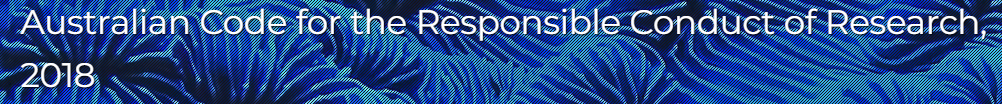 Australian Code for the Responsible Conduct of Research,
2018